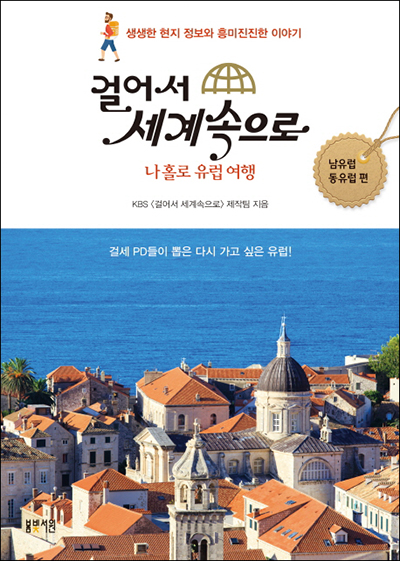 생생한 현지 정보와 흥미진진한 이야기
걸어서
세계속으로
나 홀로 유럽 여행
남유럽
동유럽 편
KBS 〈걸어서 세계속으로〉 제작팀 지음
걸세 PD들이 뽑은 다시 가고 싶은 유럽!
봄빛서원